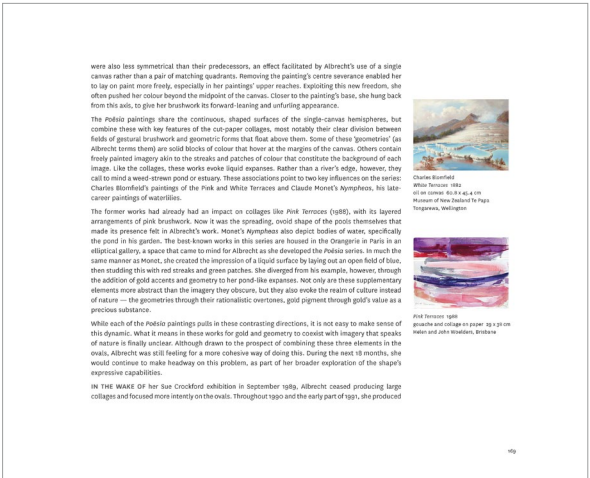 were also less symmetrical than their predecessors, an effect facilitated by Albrecht's use of a single
canvas rather than a pair of matching quadrants. Removing the painting's centre severance enabled her
to lay on paint more freely, especially in her paintings' upper reaches. Exploiting this new freedom, she
often pushed her colour beyond the midpoint of the canvas. Closer to the painting's base, she hung back
from this axis, to give her brushwork its forward-leaning and unfurling appearance.
The Poësia paintings share the continuous, shaped surfaces of the single-canvas hemispheres, but
combine these with key features of the cut-paper collages, most notably their clear division between
fields of gestural brushwork and geometric forms that float above them. Some of these 'geometries' (as
Albrecht terms them) are solid blocks of colour that hover at the margins of the canvas. Others contain
freely painted imagery akin to the streaks and patches of colour that constitute the background of each
image. Like the collages, these works evoke liquid expanses. Rather than a river's edge, however, they
call to mind a weed-strewn pond or estuary. These associations point to two key influences on the series:
Charles Blomfield's paintings of the Pink and White Terraces and Claude Monet's Nympheas, his late-
career paintings of waterlilies.
The former works had already had an impact on collages like Pink Terraces (1988), with its layered
arrangements of pink brushwork. Now it was the spreading, ovoid shape of the pools themselves that
made its presence felt in Albrecht's work. Monet's Nympheas also depict bodies of water, specifically
the pond in his garden. The best-known works in this series are housed in the Orangerie in Paris in an
elliptical gallery, a space that came to mind for Albrecht as she developed the Poësia series. In much the
same manner as Monet, she created the impression of a liquid surface by laying out an open field of blue,
then studding this with red streaks and green patches. She diverged from his example, however, through
the addition of gold accents and geometry to her pond-like expanses. Not only are these supplementary
elements more abstract than the imagery they obscure, but they also evoke the realm of culture instead
of nature — the geometries through their rationalistic overtones, gold pigment through gold's value as a
precious substance.
While each of the Poësia paintings pulls in these contrasting directions, it is not easy to make sense of
this dynamic. What it means in these works for gold and geometry to coexist with imagery that speaks
of nature is finally unclear. Although drawn to the prospect of combining these three elements in the
ovals, Albrecht was still feeling for a more cohesive way of doing this. During the next 18 months, she
would continue to make headway on this problem, as part of her broader exploration of the shape's
expressive capabilities.
IN THE WAKE OF her Sue Crockford exhibition in September 1989, Albrecht ceased producing large
collages and focused more intently on the ovals. Throughout 1990 and the early part of 1991, she produced
Charles Blomfield
White Terraces 1882
oil on canvas 60.8 x 45.4 cm
Museum of New Zealand Te Papa
Tongarewa, Wellington
Pink Terraces 1988
gouache and collage on paper 29 x 30 cm
Helen and John Woelders, Brisbane
169